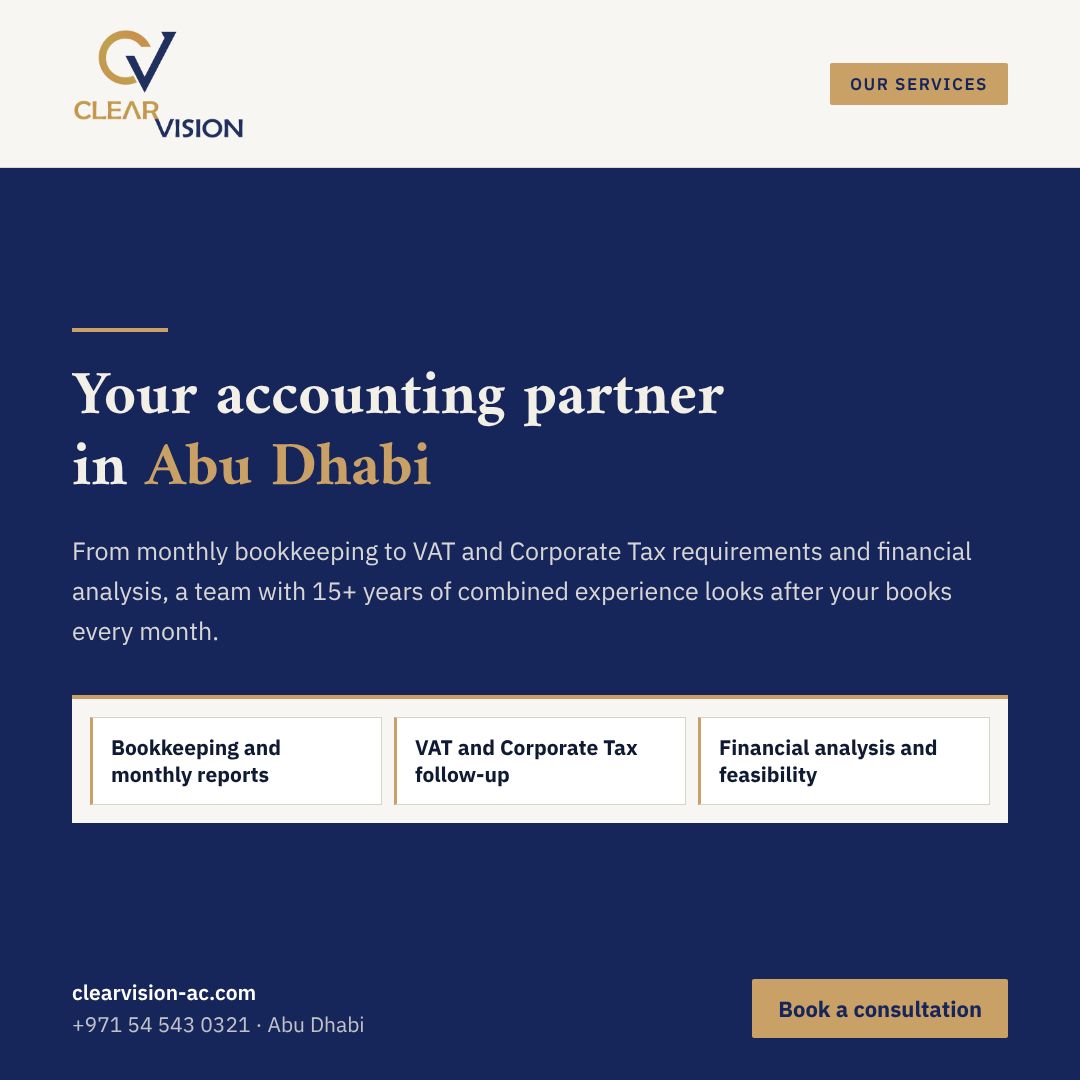 CV
CLEAR
VISION
OUR SERVICES
Your accounting partner
in Abu Dhabi
From monthly bookkeeping to VAT and Corporate Tax requirements and financial
analysis, a team with 15+ years of combined experience looks after your books
every month.
Bookkeeping and
monthly reports
VAT and Corporate Tax
follow-up
Financial analysis and
feasibility
clearvision-ac.com
+971 54 543 0321 · Abu Dhabi
Book a consultation